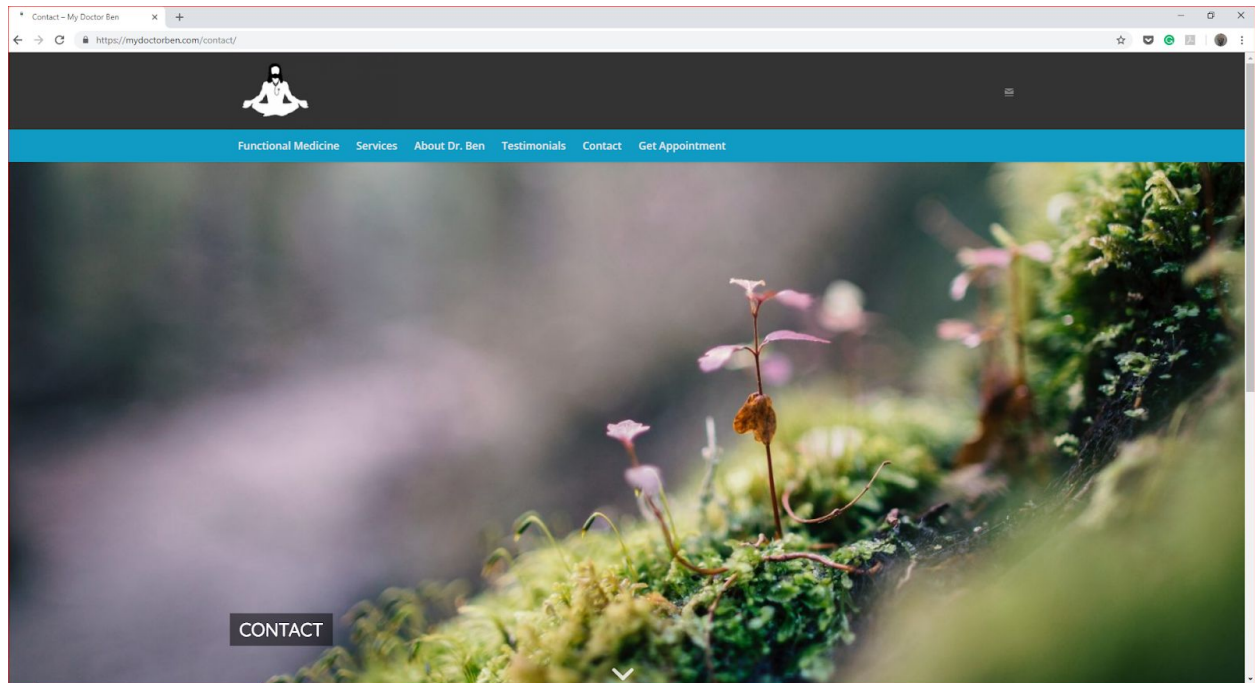 Contact – My Doctor Ben
https://mydoctorben.com/contact/
Functional Medicine Services About Dr. Ben Testimonials Contact Get Appointment
CONTACT